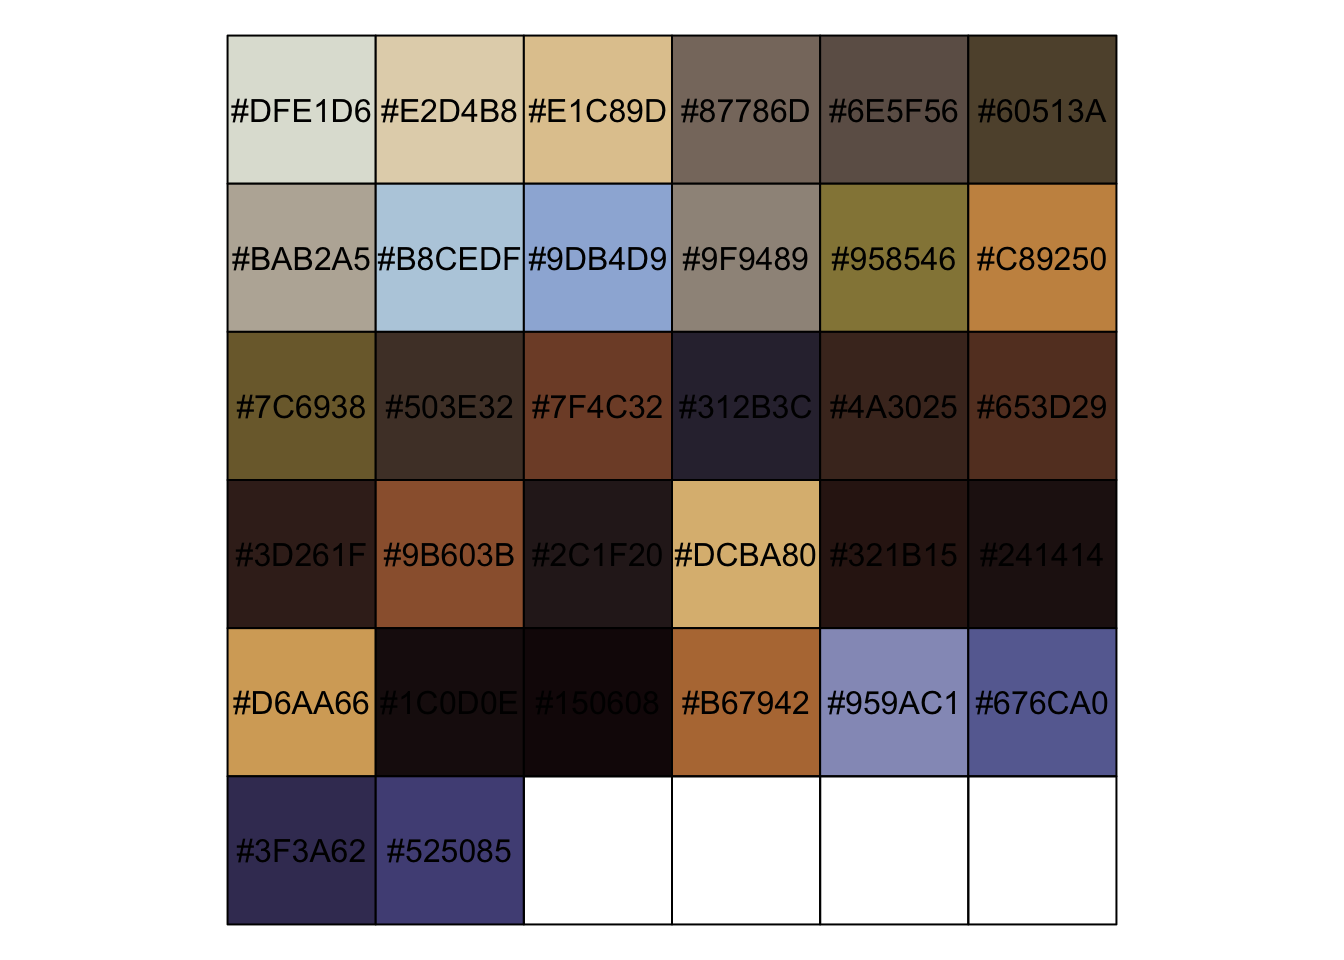 #DFE1D6 #E2D4B8 #E1C89D #87786D #6E5F56 #60513A
#BAB2A5 #B8CEDF #9DB4D9 #9F9489 #958546 #C89250
#7C6938 #503E32 #7F4C32 #312B3C #4A3025 #653D29
#3D261F #9B603B #2C1F20 #DCBA80 #321B15 #241414
#D6AA66 #1C0D0E #150608 #B67942 #959AC1 #676CA0
#3F3A62 #525085